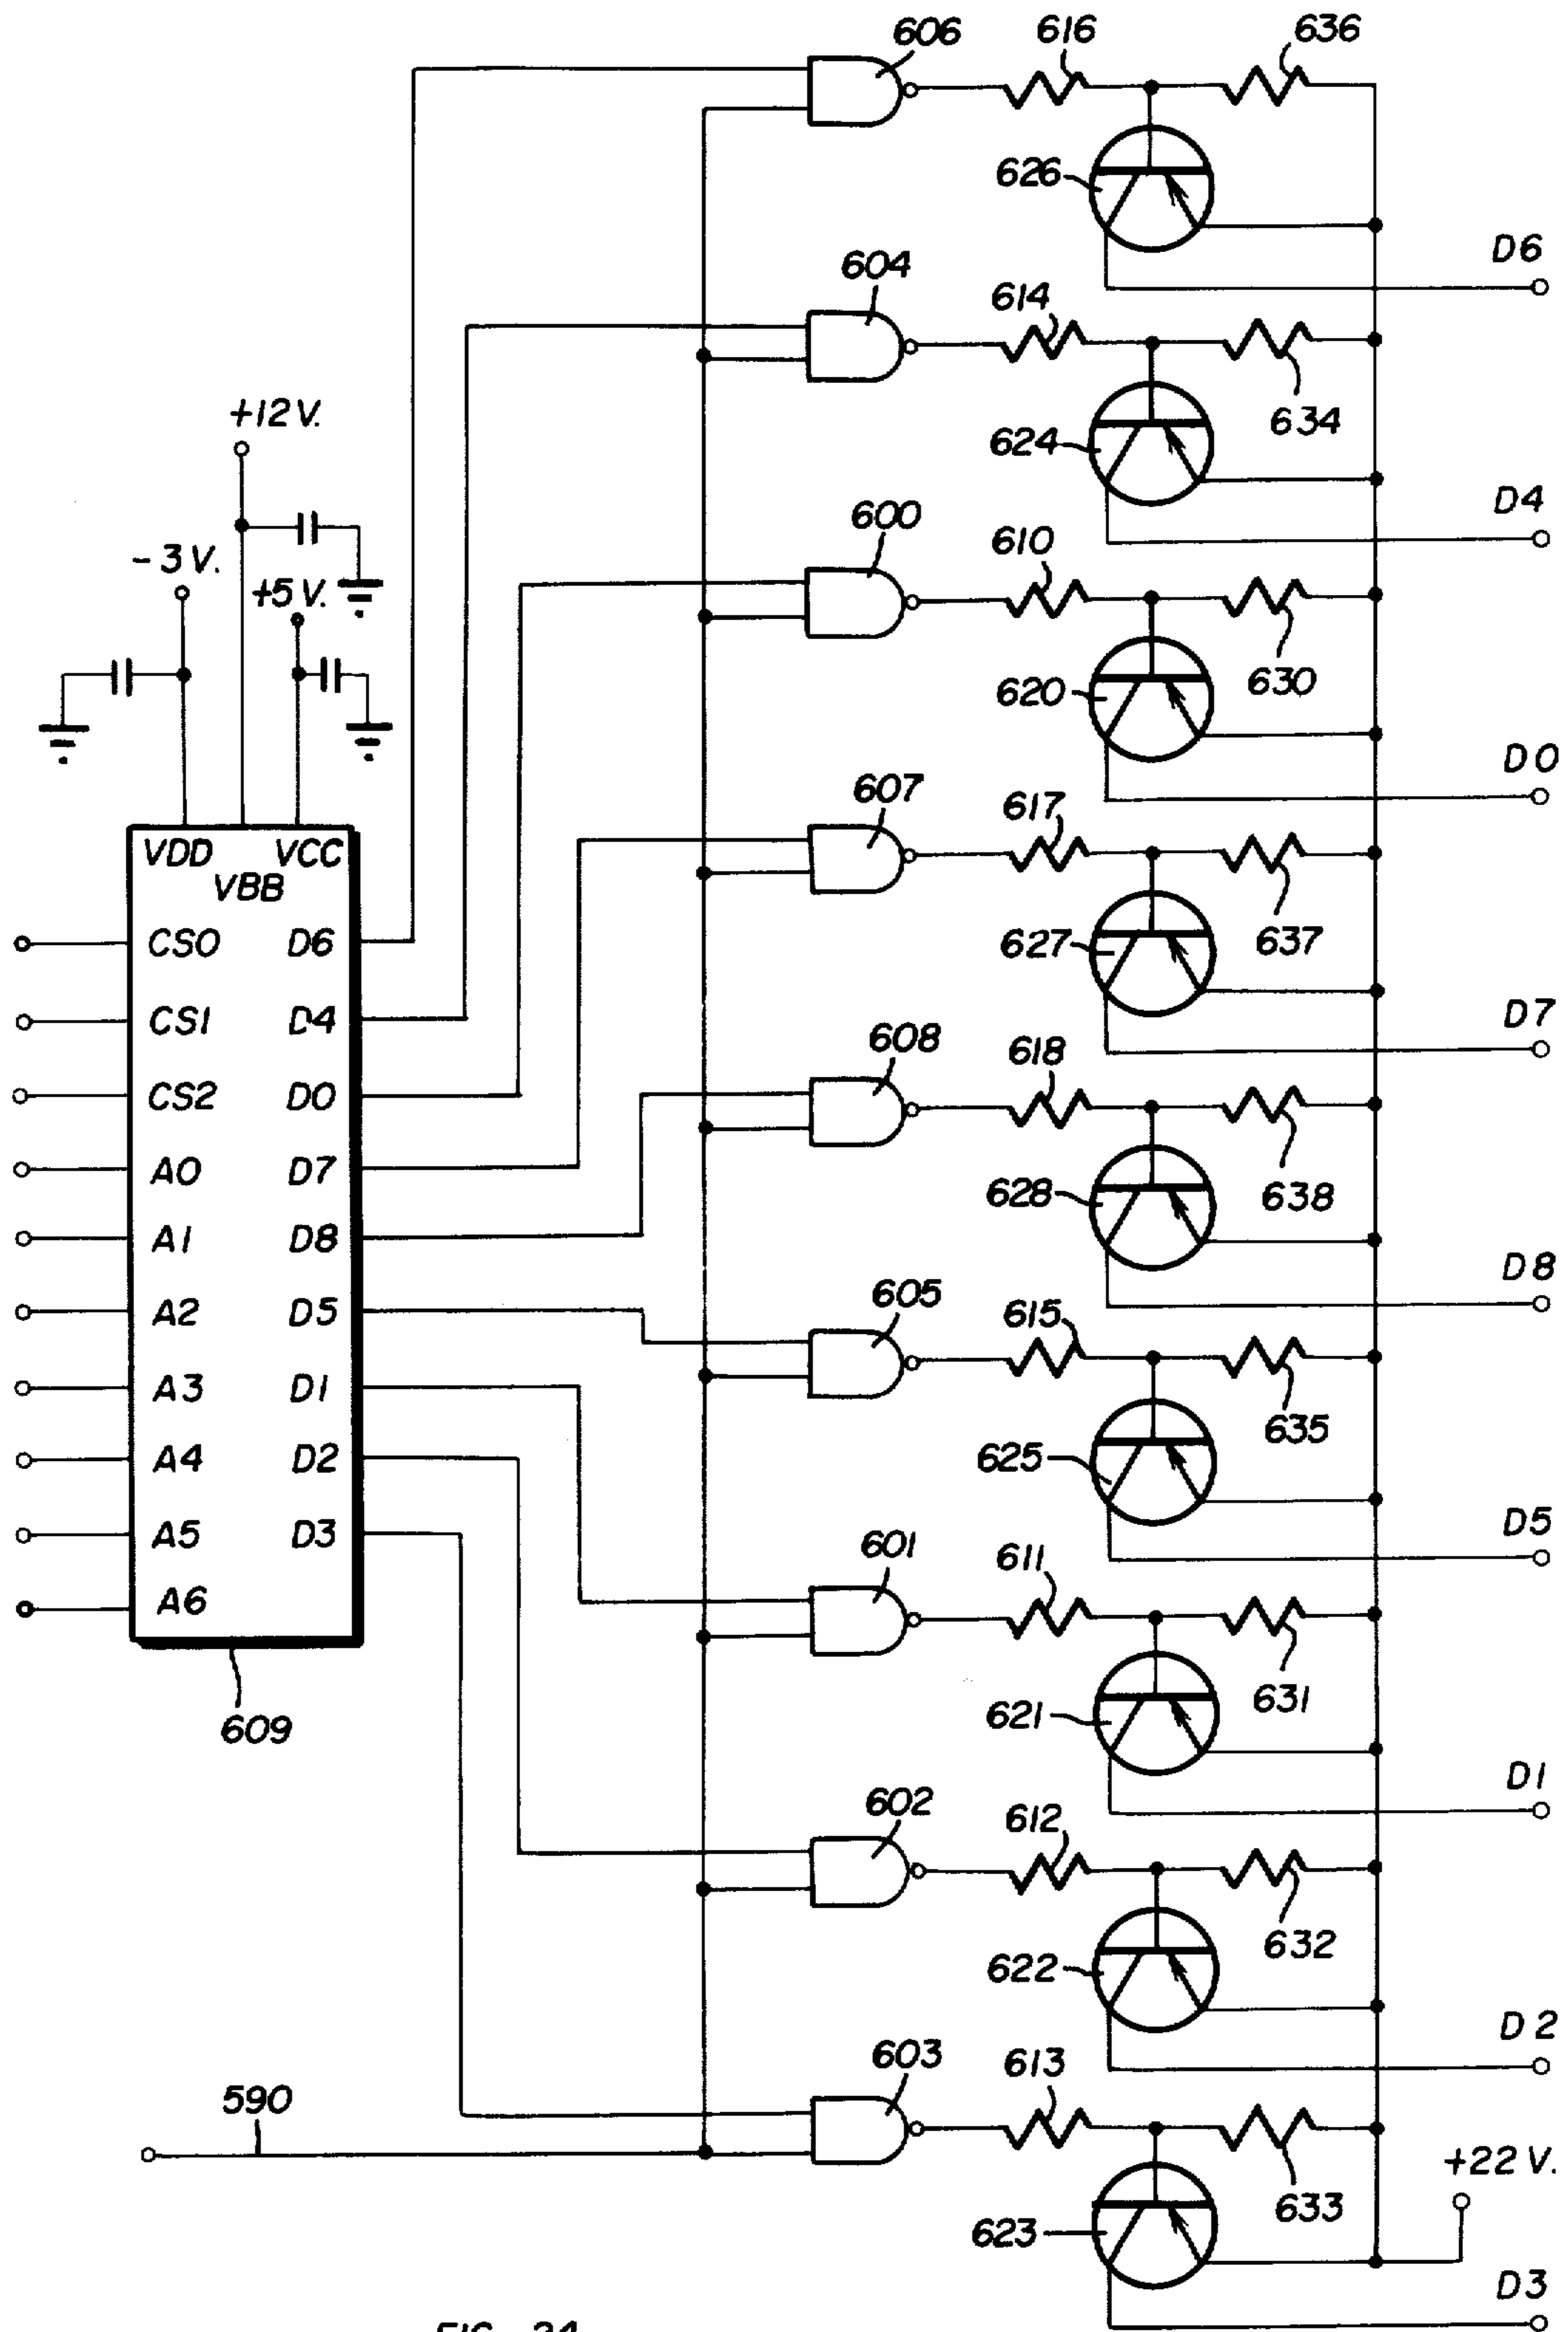 606
616
636
626
D6
604
614
634
+12V.
624
D4
600
610
-3V.
+5V.
630
620
D0
607
617
VDD
VCC
VBB
637
627
CS0
D6
D7
CS1
D4
608
618
CS2
D0
628
638
A0
D7
A1
D8
D8
605
615
A2
D5
A3
D1
635
625
A4
D2
D5
A5
D3
601
611
A6
631
621
609
D1
602
612
632
622
D2
603
613
590
+22V.
633
623
D3